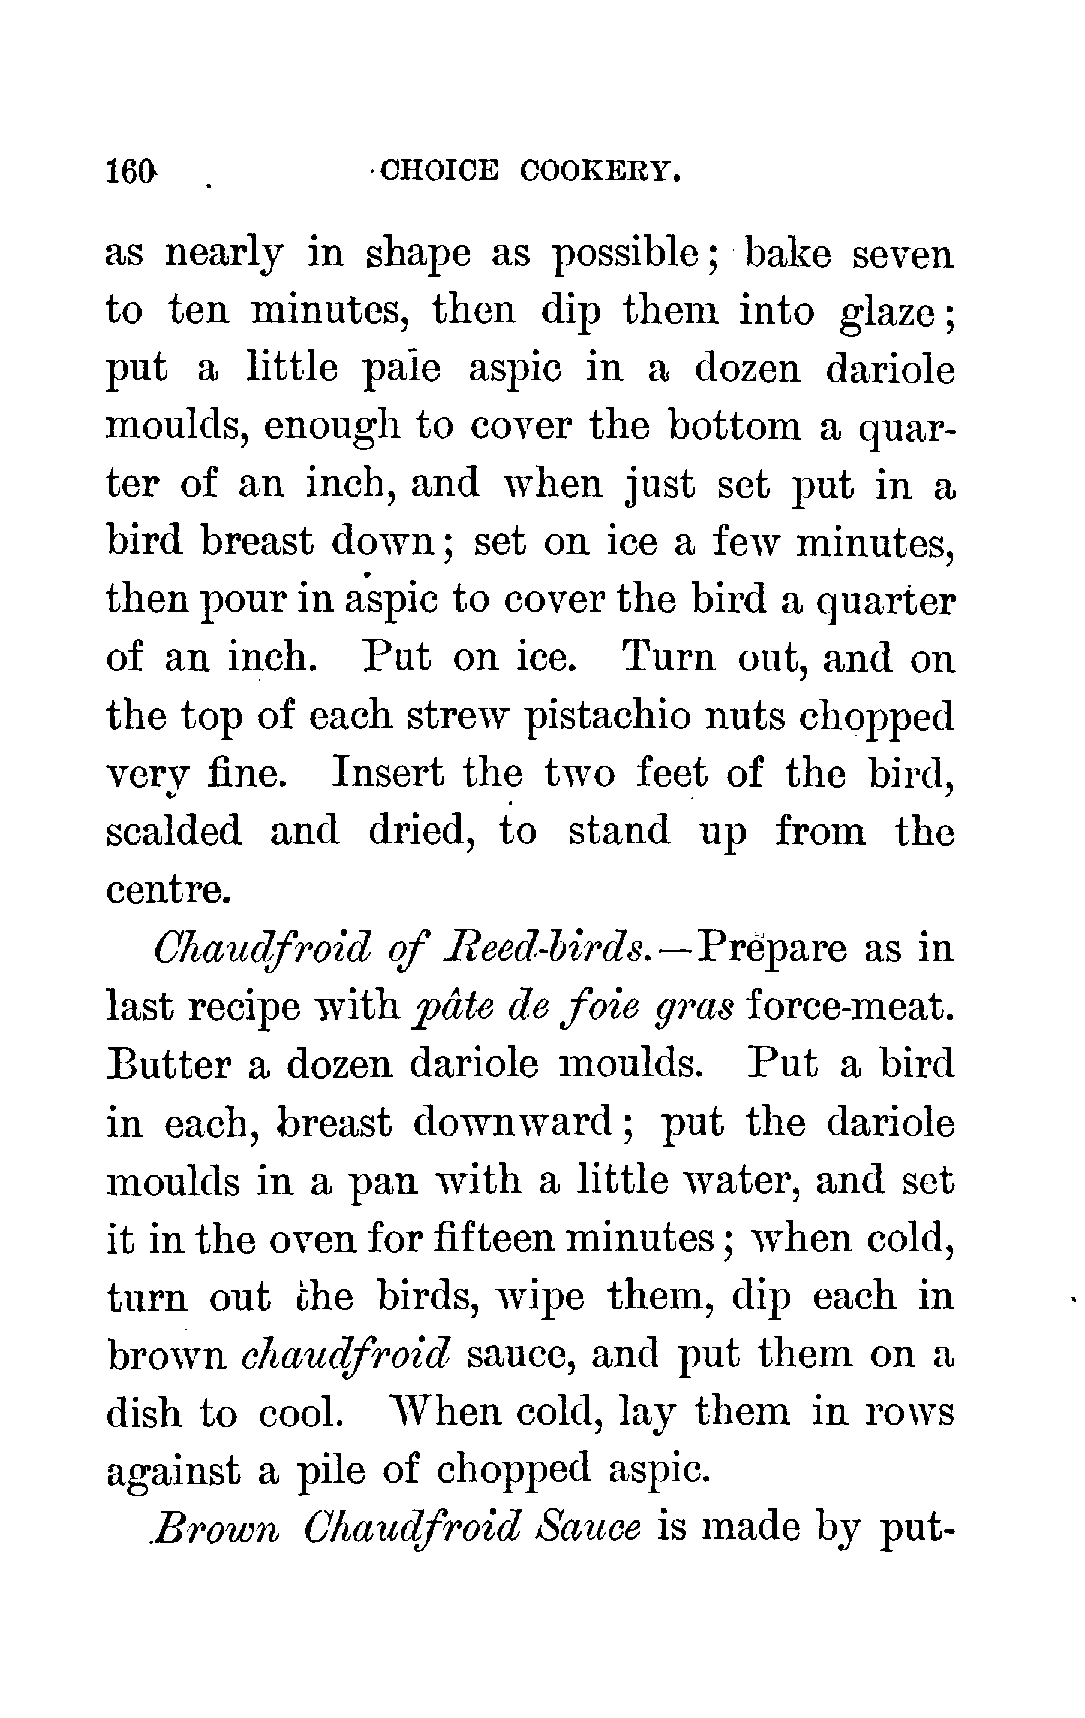 160 CHOICE COOKERY.
as nearly in shape as possible; bake seven
to ten minutes, then dip them into glaze;
put a little pale aspic in a dozen dariole
moulds, enough to cover the bottom a quar-
ter of an inch, and when just set put in a
bird breast down; set on ice a few minutes,
then pour in aspic to cover the bird a quarter
of an inch. Put on ice. Turn out, and on
the top of each strew pistachio nuts chopped
very fine. Insert the two feet of the bird,
scalded and dried, to stand up from the
centre.
Chaudfroid of Reed-birds.—Prepare as in
last recipe with pâte de foie gras force-meat.
Butter a dozen dariole moulds. Put a bird
in each, breast downward; put the dariole
moulds in a pan with a little water, and set
it in the oven for fifteen minutes; when cold,
turn out the birds, wipe them, dip each in
brown chaudfroid sauce, and put them on a
dish to cool. When cold, lay them in rows
against a pile of chopped aspic.
Brown Chaudfroid Sauce is made by put-